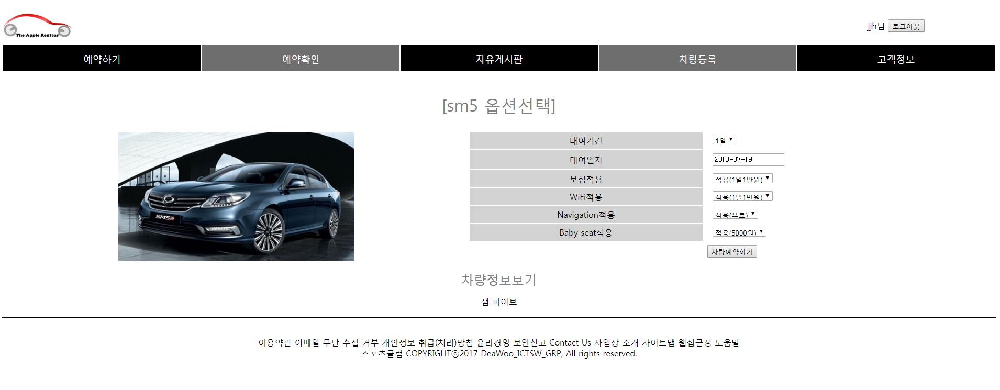 The Apple Rentcar
jjh님 로그아웃
예약하기 예약확인 자유게시판 차량등록 고객정보
[sm5 옵션선택]
대여기간 1일
대여일자 2018-07-19
보험적용 적용(1일1만원)
WiFi적용 적용(1일1만원)
Navigation적용 적용(무료)
Baby seat적용 적용(5000원)
SM5
차량예약하기
차량정보보기
샘 파이브
이용약관 이메일 무단 수집 거부 개인정보 취급(처리)방침 윤리경영 보안신고 Contact Us 사업장 소개 사이트맵 웹접근성 도움말
스포츠클럽 COPYRIGHTⓒ2017 DeaWoo_ICTSW_GRP, All rights reserved.